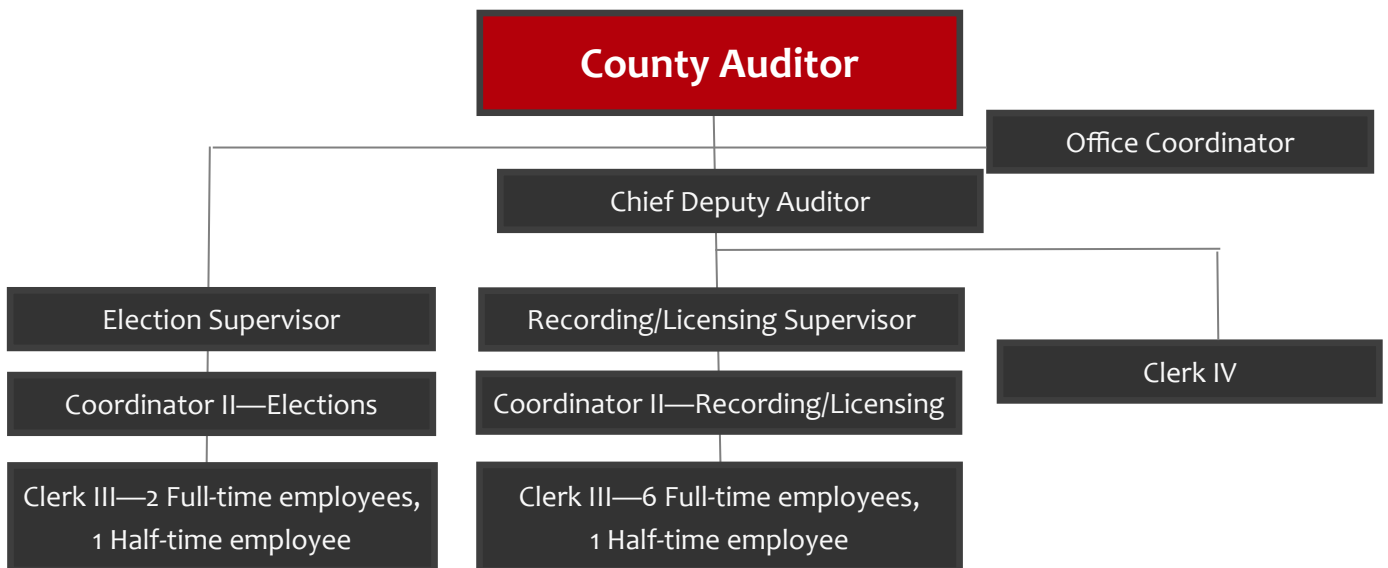 County Auditor
Office Coordinator
Chief Deputy Auditor
Election Supervisor
Recording/Licensing Supervisor
Clerk IV
Coordinator II—Elections
Coordinator II—Recording/Licensing
Clerk III—2 Full-time employees,
1 Half-time employee
Clerk III—6 Full-time employees,
1 Half-time employee